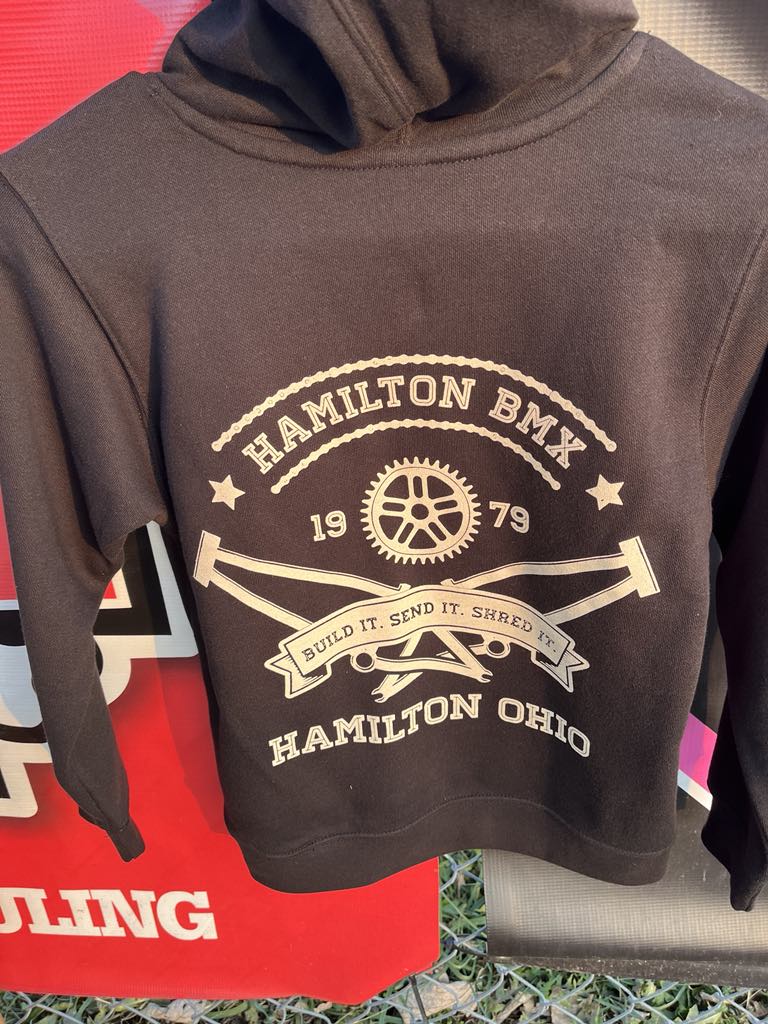 HAMILTON BMX
19 79
BUILD IT. SEND IT. SHRED IT.
HAMILTON OHIO
ULING